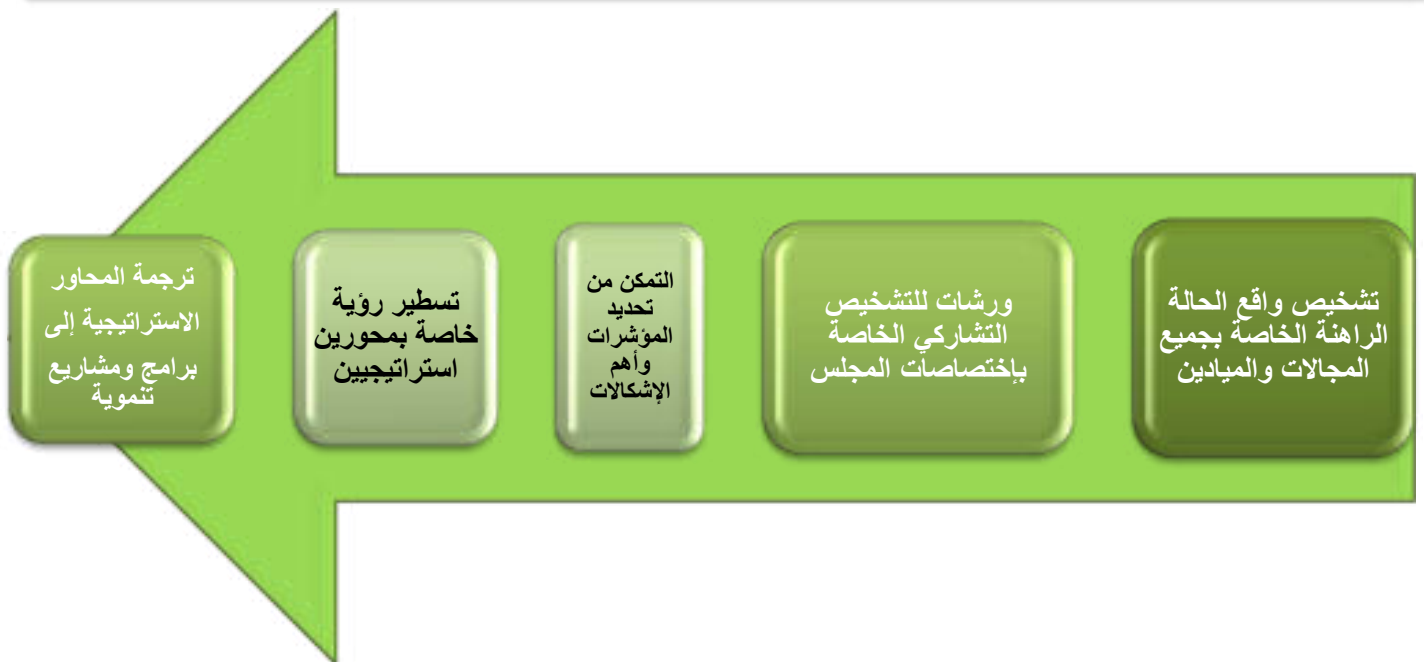 تشخيص واقع الحالة
الراهنة الخاصة بجميع
المجالات والميادين
ورشات للتشخيص
التشاركي الخاصة
بإختصاصات المجلس
التمكن من
تحديد
المؤشرات
وأهم
الإشكالات
تسطير رؤية
خاصة بمحورين
استراتيجيين
ترجمة المحاور
الاستراتيجية إلى
برامج ومشاريع
تنموية